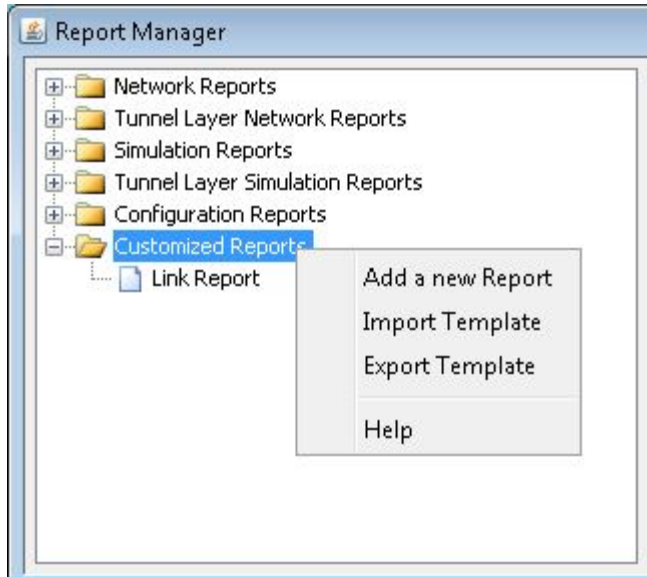 Report Manager
Network Reports
Tunnel Layer Network Reports
Simulation Reports
Tunnel Layer Simulation Reports
Configuration Reports
Customized Reports
Link Report
Add a new Report
Import Template
Export Template
Help